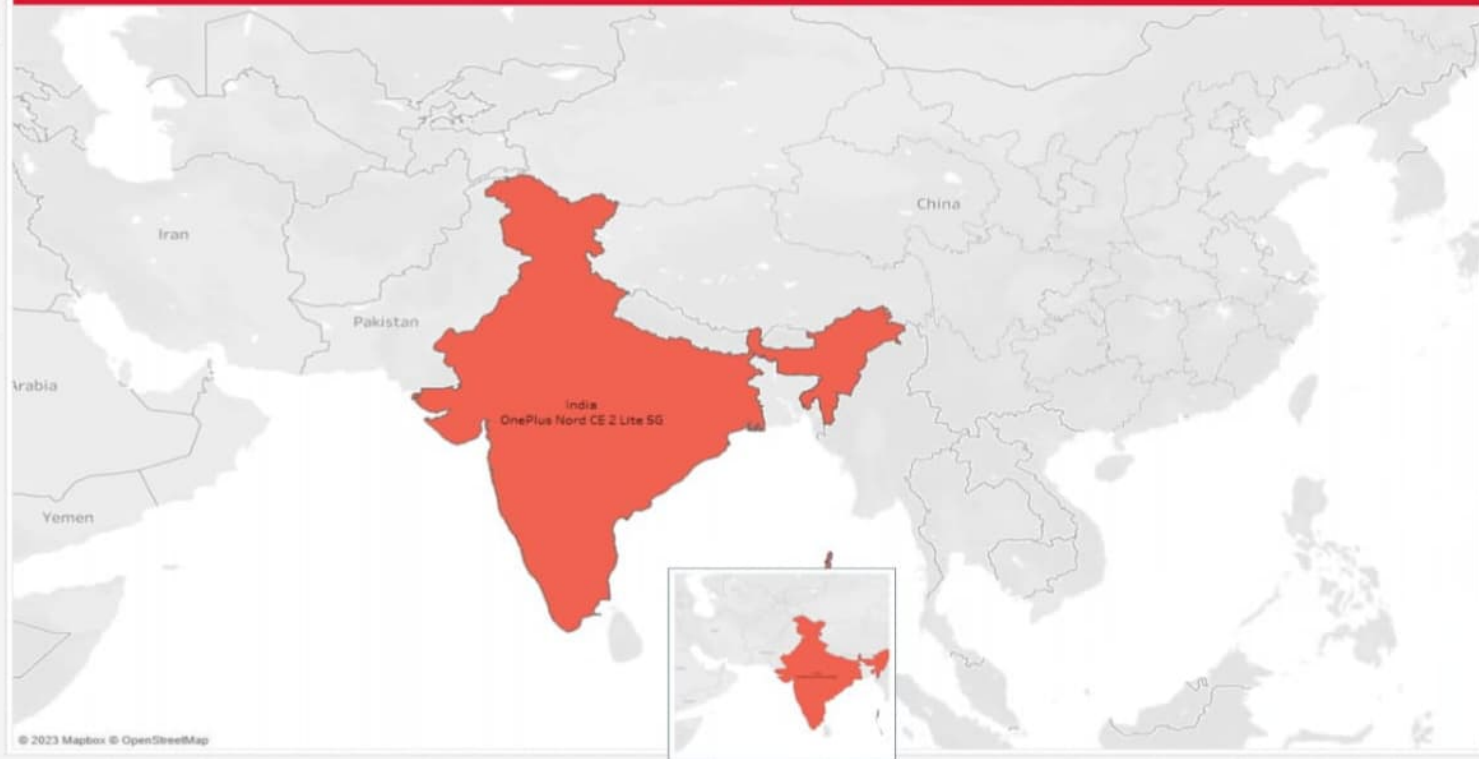 China
Iran
Pakistan
Arabia
India
OnePlus Nord CE 2 Lite 5G
Yemen
© 2023 Mapbox © OpenStreetMap